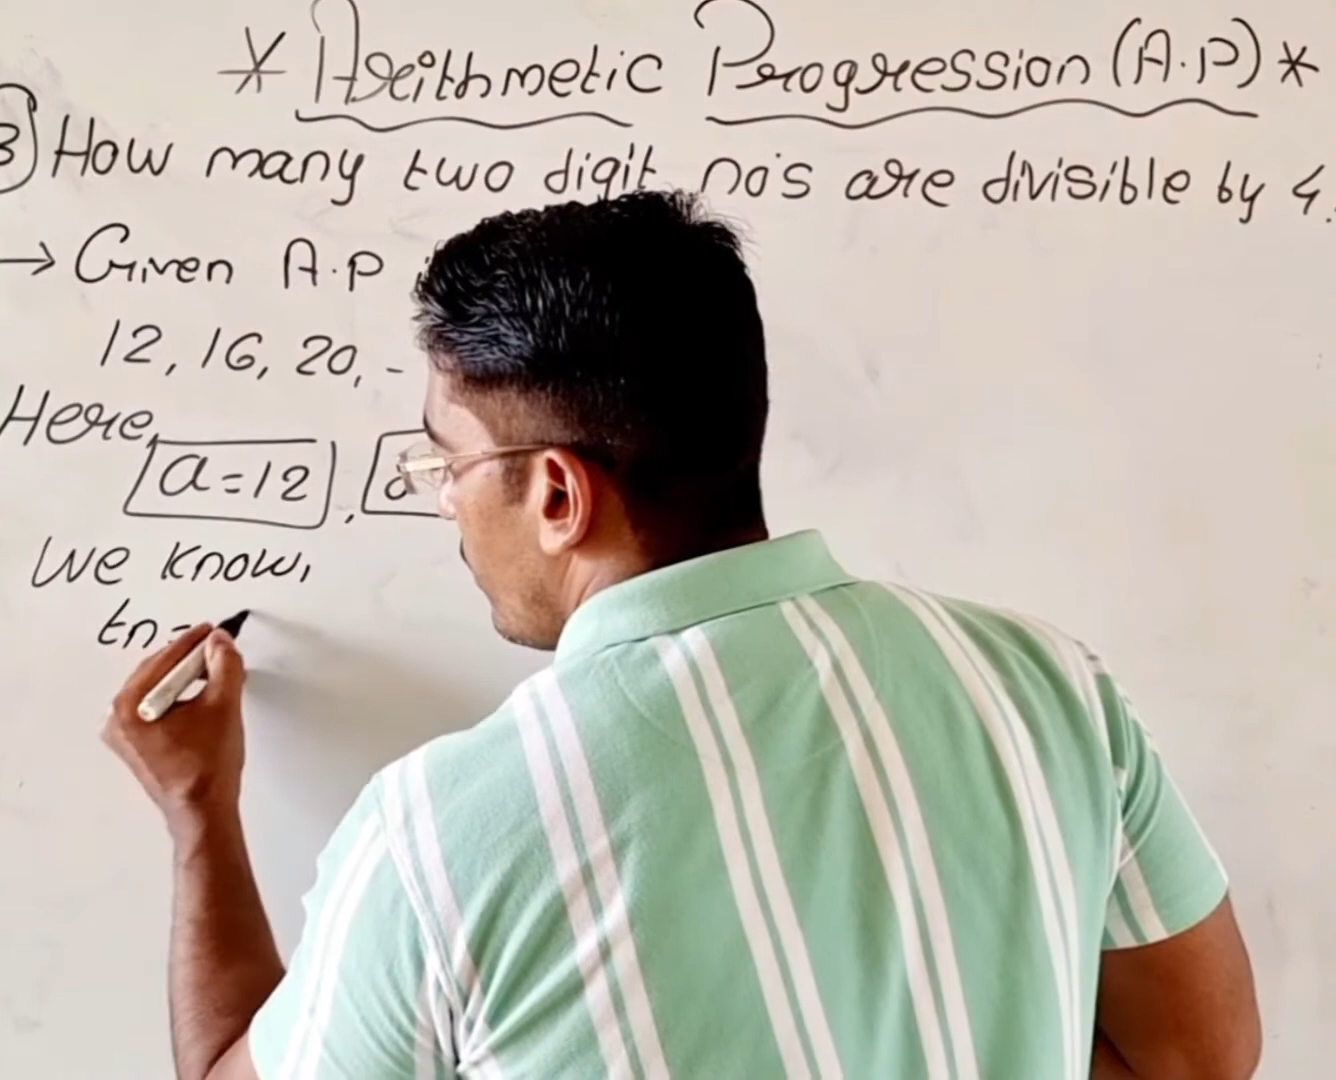 * Arithmetic Progression (A.P) *
3) How many two digit no's are divisible by 4.
→ Given A.P
12, 16, 20, -
Here,
a=12 ,
We know,
tn=